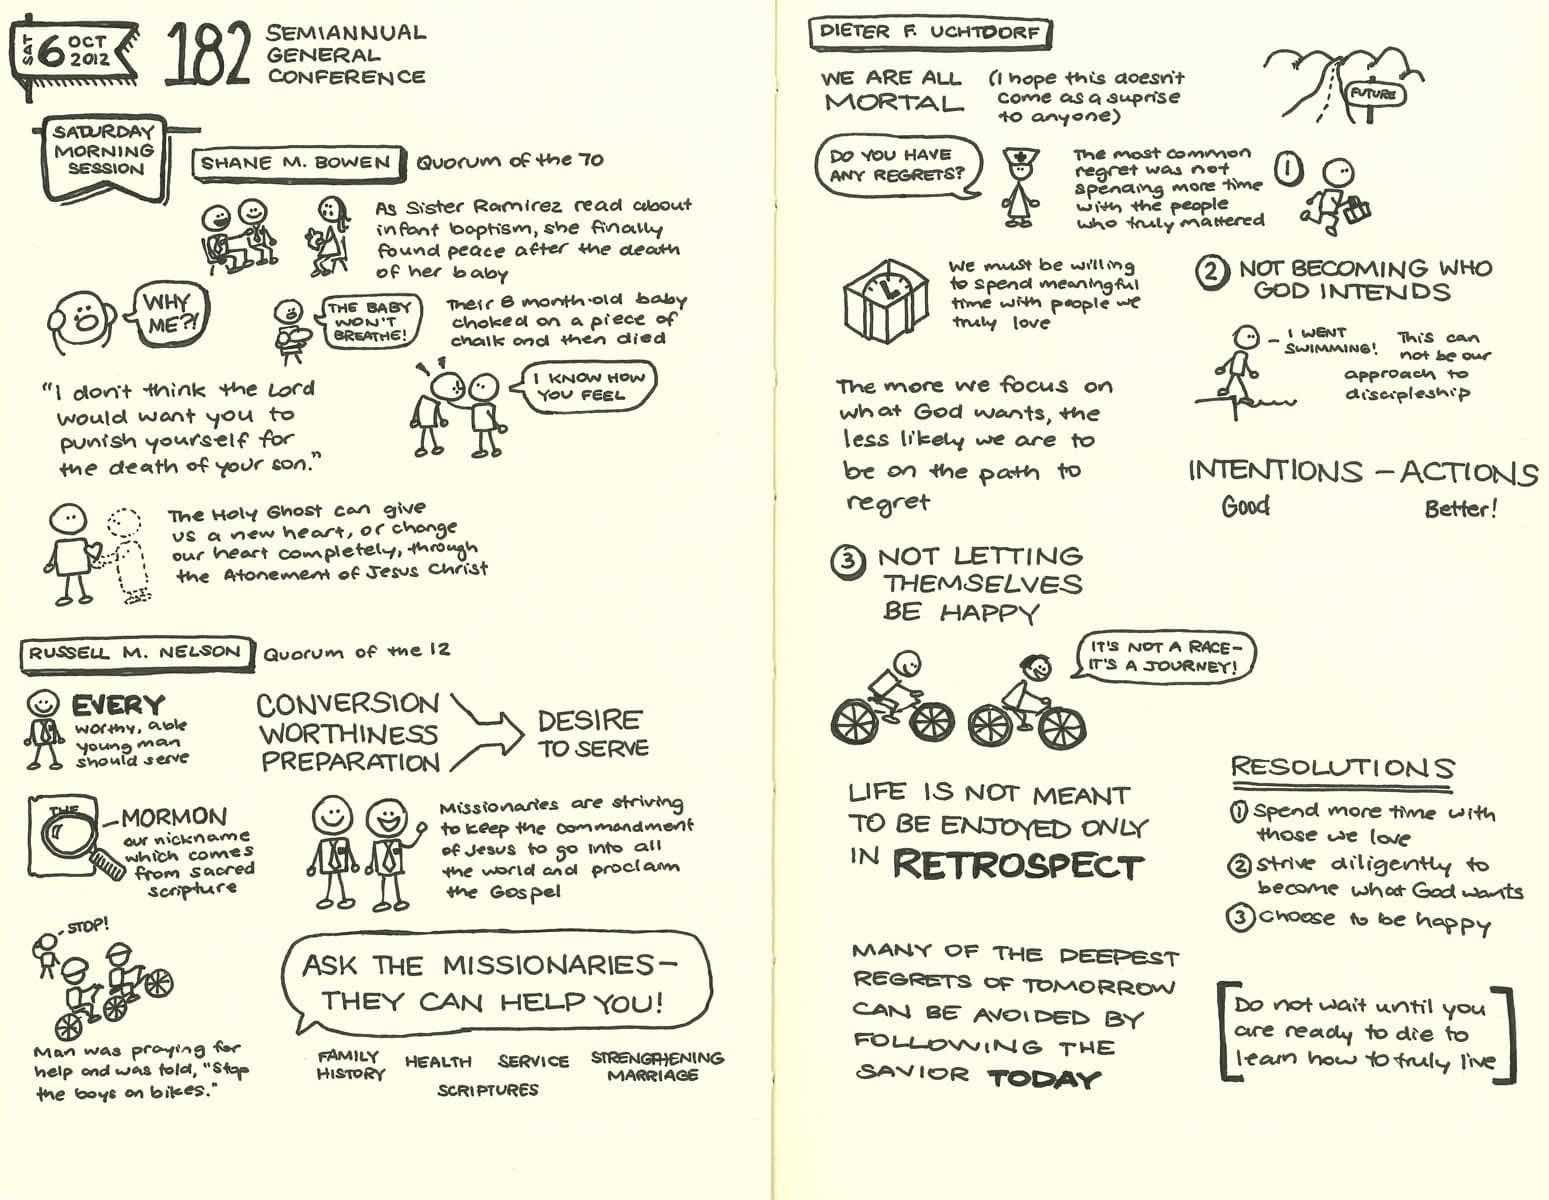 SAT 6 OCT 2012
182 SEMIANNUAL
GENERAL
CONFERENCE
SATURDAY
MORNING
SESSION
SHANE M. BOWEN Quorum of the 70
As Sister Ramirez read about
infant baptism, she finally
found peace after the death
of her baby
WHY
ME?!
THE BABY
WON'T
BREATHE!
Their 8 month-old baby
choked on a piece of
chalk and then died
"I don't think the Lord
would want you to
punish yourself for
the death of your son."
I KNOW HOW
YOU FEEL
The Holy Ghost can give
us a new heart, or change
our heart completely, through
the Atonement of Jesus Christ
RUSSELL M. NELSON Quorum of the 12
EVERY
worthy, able
young man
should serve
CONVERSION
WORTHINESS
PREPARATION
DESIRE
TO SERVE
THE
MORMON
our nickname
which comes
from sacred
scripture
Missionaries are striving
to keep the commandment
of Jesus to go into all
the world and proclaim
the Gospel
STOP!
Man was praying for
help and was told, "Stop
the boys on bikes."
ASK THE MISSIONARIES—
THEY CAN HELP YOU!
FAMILY
HISTORY
HEALTH
SERVICE
STRENGTHENING
MARRIAGE
SCRIPTURES
DIETER F. UCHTDORF
WE ARE ALL
MORTAL
(I hope this doesn't
come as a suprise
to anyone)
FUTURE
DO YOU HAVE
ANY REGRETS?
The most common
regret was not
spending more time
with the people
who truly mattered
1
We must be willing
to spend meaningful
time with people we
truly love
2 NOT BECOMING WHO
GOD INTENDS
I WENT
SWIMMING!
This can
not be our
approach to
discipleship
The more we focus on
what God wants, the
less likely we are to
be on the path to
regret
INTENTIONS – ACTIONS
Good Better!
3 NOT LETTING
THEMSELVES
BE HAPPY
IT'S NOT A RACE–
IT'S A JOURNEY!
LIFE IS NOT MEANT
TO BE ENJOYED ONLY
IN RETROSPECT
RESOLUTIONS
1 Spend more time with
those we love
2 Strive diligently to
become what God wants
3 Choose to be happy
MANY OF THE DEEPEST
REGRETS OF TOMORROW
CAN BE AVOIDED BY
FOLLOWING THE
SAVIOR TODAY
[Do not wait until you
are ready to die to
learn how to truly live]